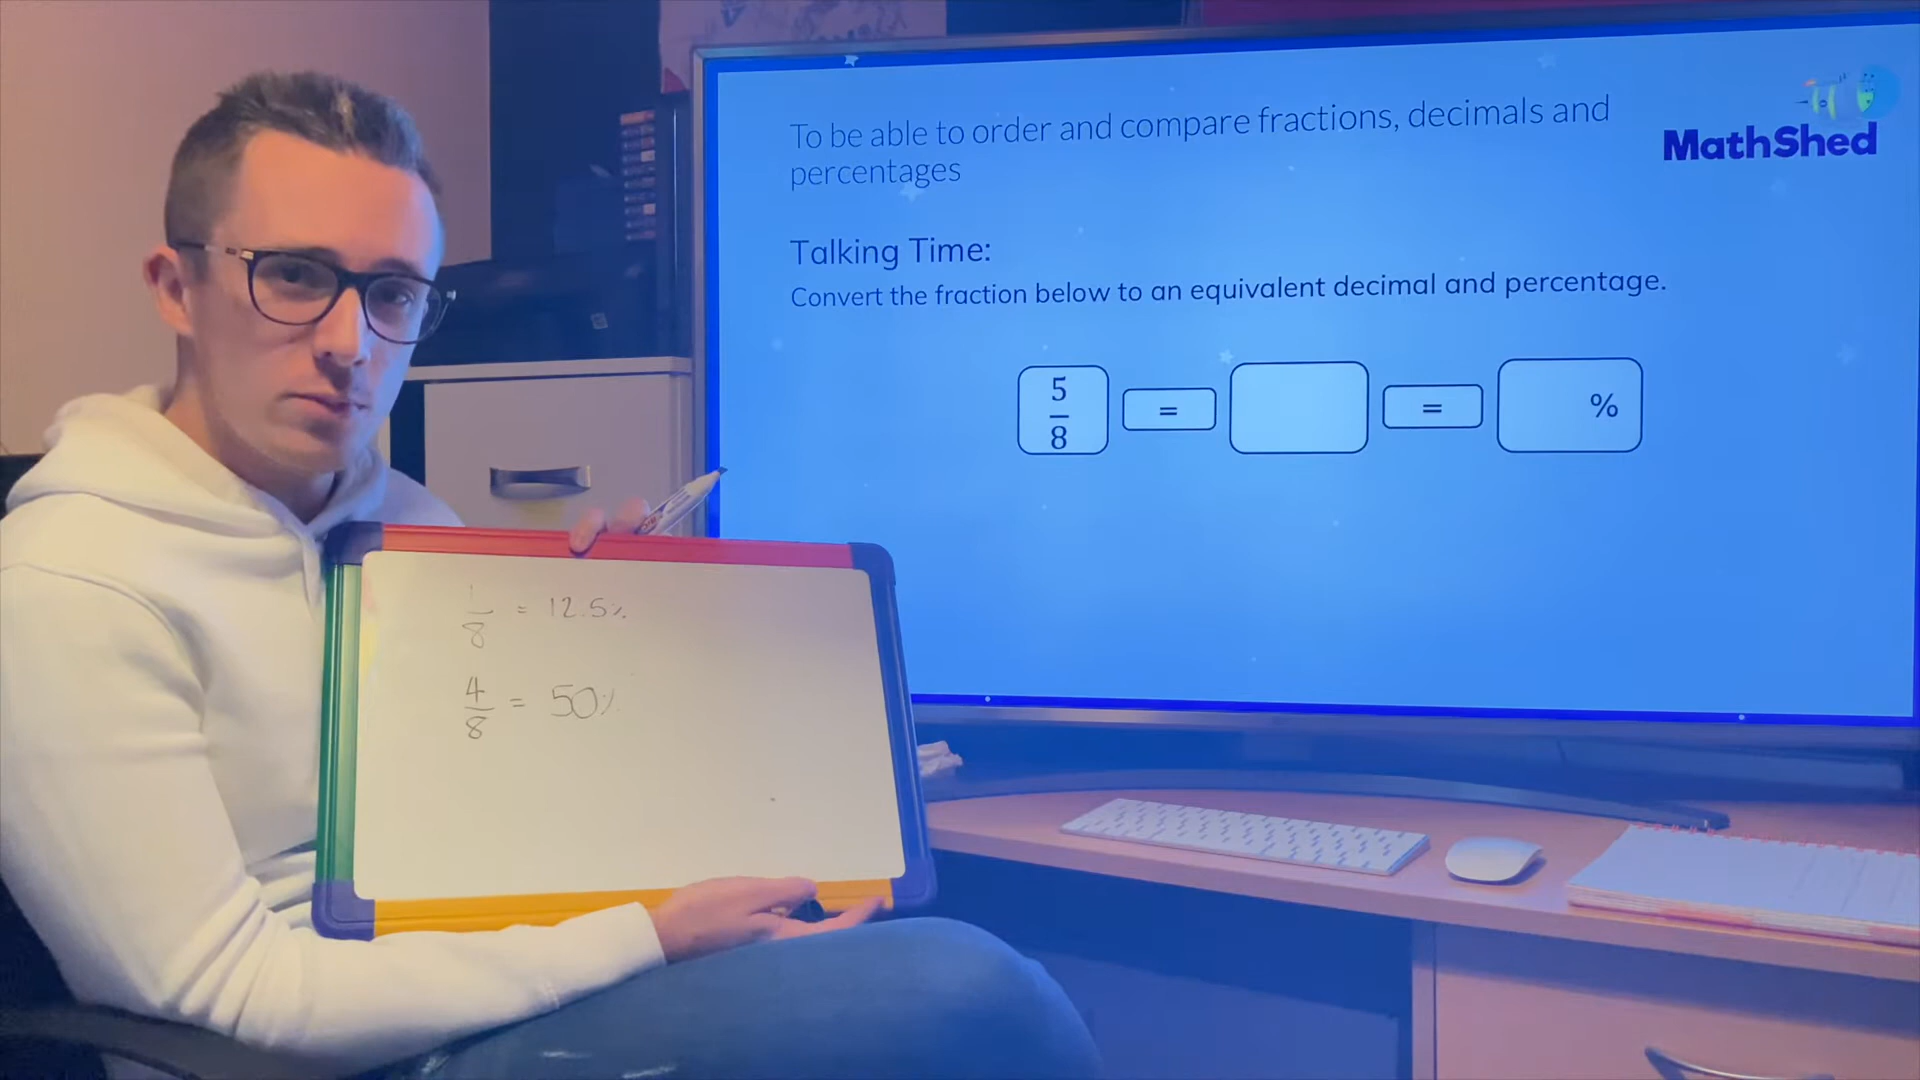 To be able to order and compare fractions, decimals and
percentages
MathShed
Talking Time:
Convert the fraction below to an equivalent decimal and percentage.
5/8 = = %
1/8 = 12.5%
4/8 = 50%